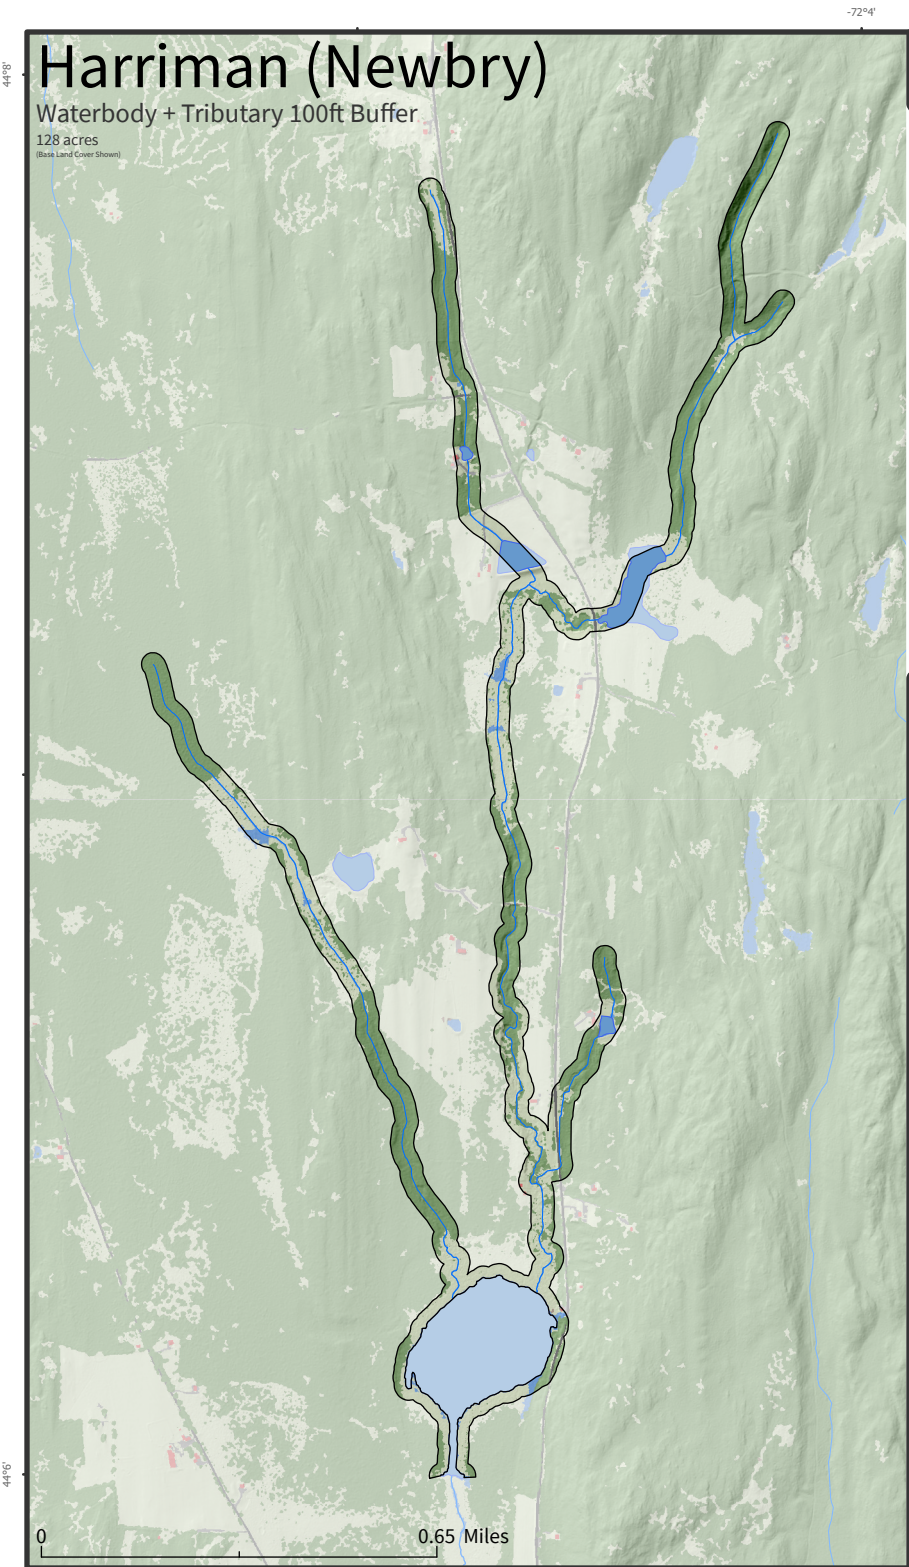 -72°4'
44°8'
Harriman (Newbry)
Waterbody + Tributary 100ft Buffer
128 acres
(Base Land Cover Shown)
44°6'
0 0.65 Miles